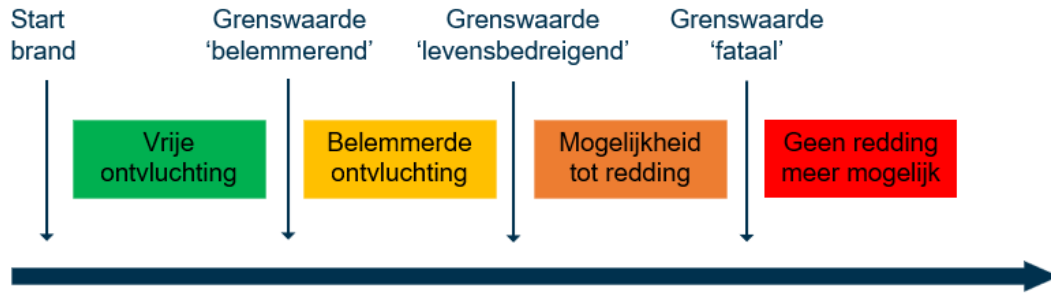 Start
brand
Grenswaarde
‘belemmerend’
Grenswaarde
‘levensbedreigend’
Grenswaarde
‘fataal’
Vrije
ontvluchting
Belemmerde
ontvluchting
Mogelijkheid
tot redding
Geen redding
meer mogelijk